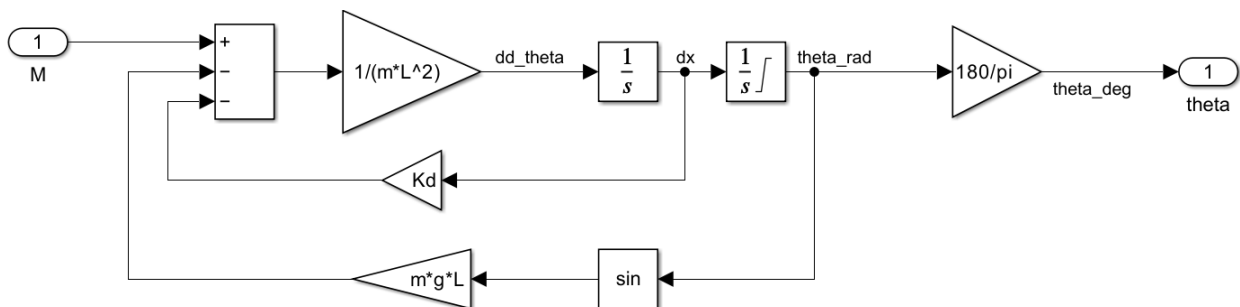 1
M
+
−
−
1/(m*L^2)
dd_theta
1
s
dx
1
s
theta_rad
180/pi
theta_deg
1
theta
Kd
m*g*L
sin